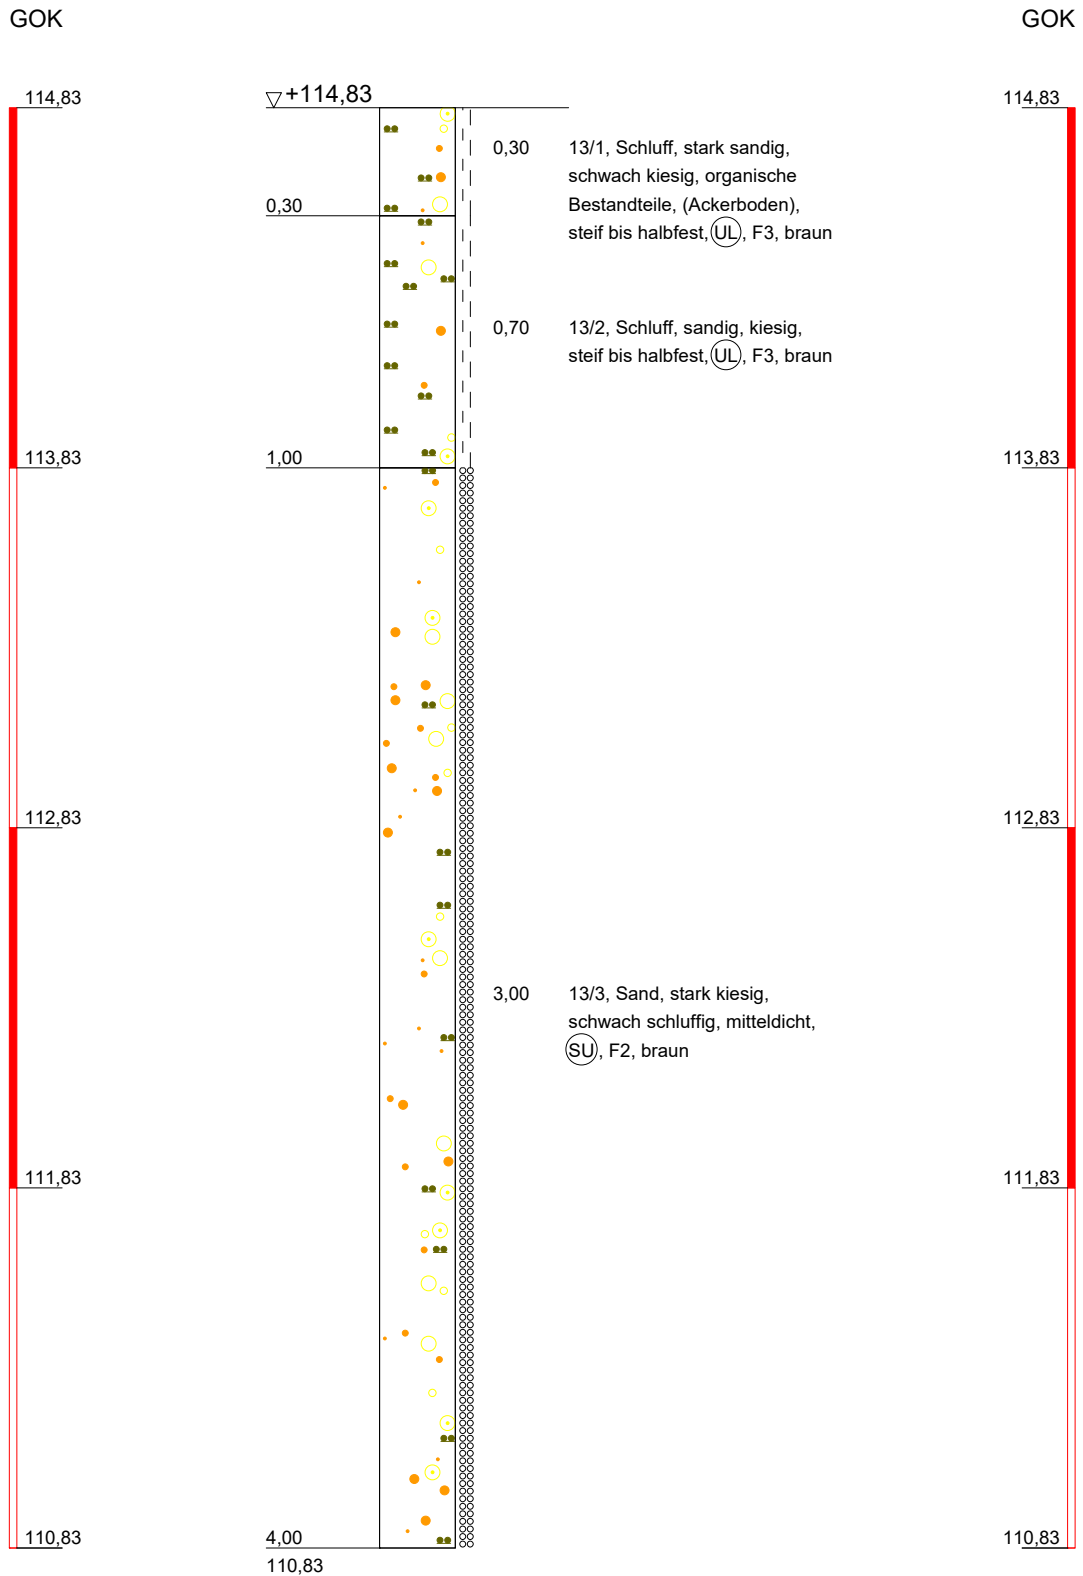 GOK
GOK
114,83
+114,83
114,83
0,30
13/1, Schluff, stark sandig,
schwach kiesig, organische
Bestandteile, (Ackerboden),
steif bis halbfest, UL, F3, braun
0,30
0,70
13/2, Schluff, sandig, kiesig,
steif bis halbfest, UL, F3, braun
113,83
1,00
113,83
112,83
112,83
3,00
13/3, Sand, stark kiesig,
schwach schluffig, mitteldicht,
SU, F2, braun
111,83
111,83
110,83
4,00
110,83
110,83